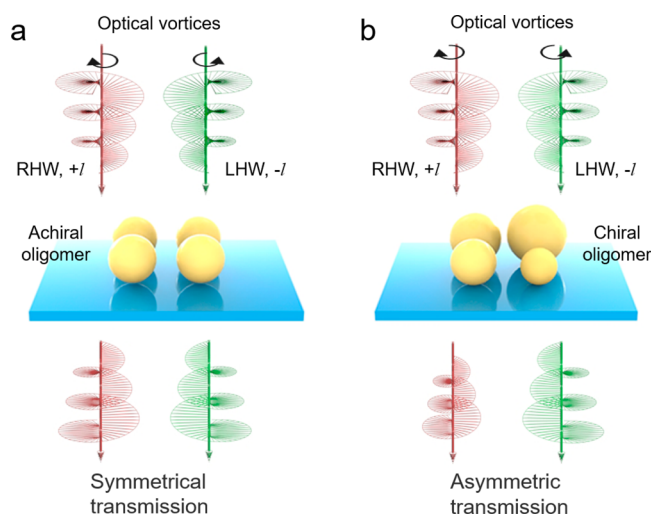 a
Optical vortices
RHW, +l
LHW, -l
Achiral
oligomer
Symmetrical
transmission
b
Optical vortices
RHW, +l
LHW, -l
Chiral
oligomer
Asymmetric
transmission